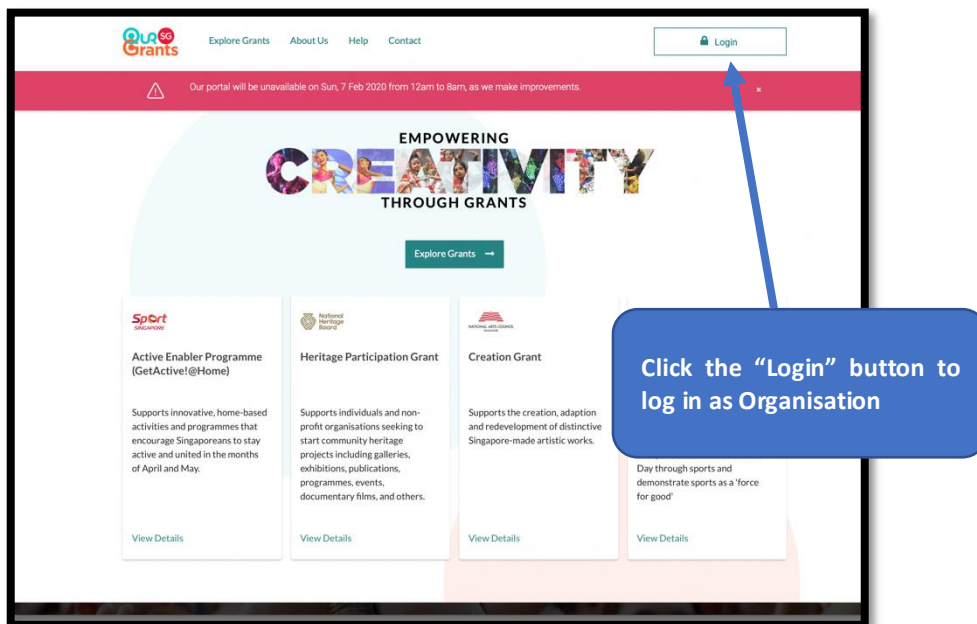 OUR SG
Grants
Explore Grants About Us Help Contact
Login
Our portal will be unavailable on Sun, 7 Feb 2020 from 12am to 8am, as we make improvements.
×
EMPOWERING
CREATIVITY
THROUGH GRANTS
Explore Grants →
Sport
SINGAPORE
Active Enabler Programme
(GetActive!@Home)
Supports innovative, home-based
activities and programmes that
encourage Singaporeans to stay
active and united in the months
of April and May.
View Details
National
Heritage
Board
Heritage Participation Grant
Supports individuals and non-
profit organisations seeking to
start community heritage
projects including galleries,
exhibitions, publications,
programmes, events,
documentary films, and others.
View Details
NATIONAL ARTS COUNCIL
Creation Grant
Supports the creation, adaption
and redevelopment of distinctive
Singapore-made artistic works.
View Details
Day through sports and
demonstrate sports as a 'force
for good'
View Details
Click the “Login” button to
log in as Organisation